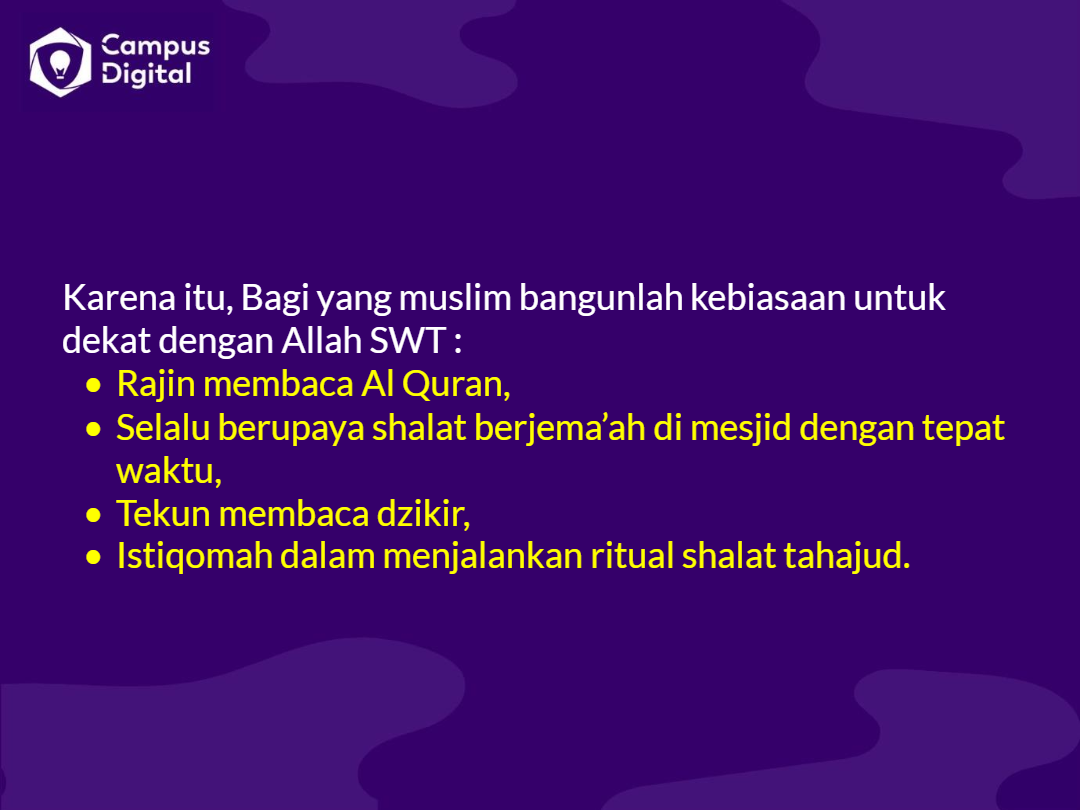 Campus
Digital
Karena itu, Bagi yang muslim bangunlah kebiasaan untuk
dekat dengan Allah SWT :
• Rajin membaca Al Quran,
• Selalu berupaya shalat berjema’ah di mesjid dengan tepat
waktu,
• Tekun membaca dzikir,
• Istiqomah dalam menjalankan ritual shalat tahajud.